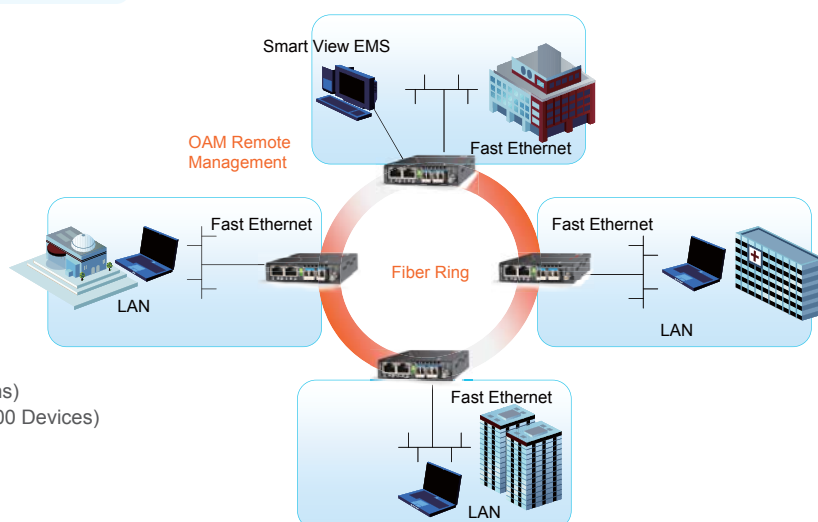 Smart View EMS
OAM Remote
Management
Fast Ethernet
Fast Ethernet
Fast Ethernet
Fiber Ring
LAN
LAN
Fast Ethernet
00 Devices)
LAN